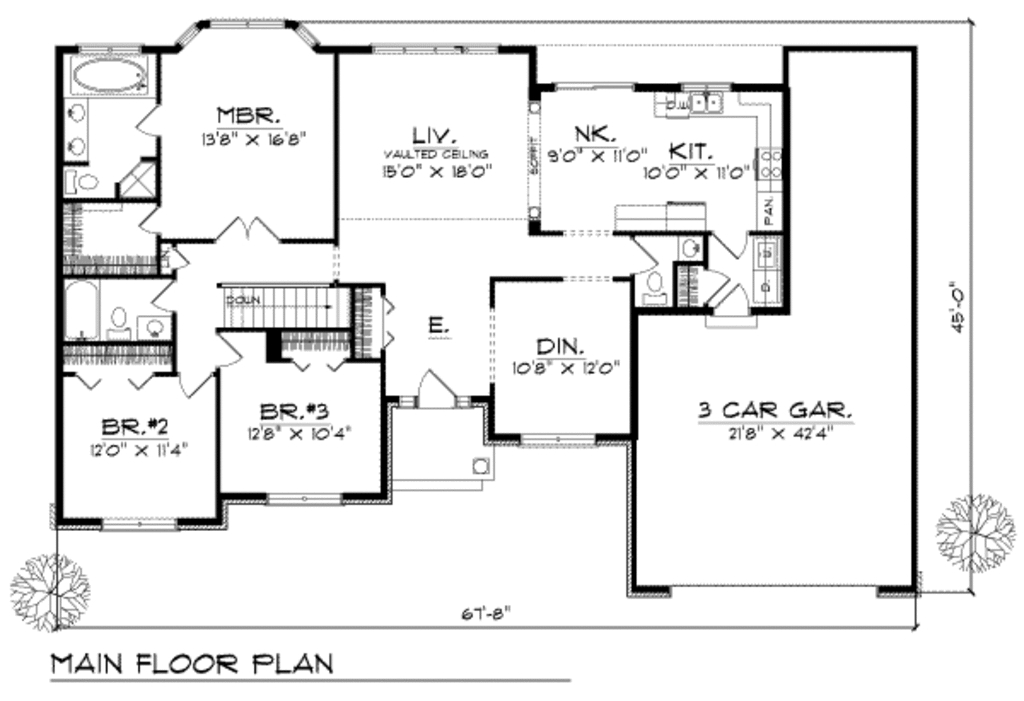 MBR.
13'8" X 16'8"
LIV.
VAULTED CEILING
15'0" X 18'0"
SOFFIT
NK.
9'0" X 11'0"
D.W.
KIT.
10'0" X 11'0"
PAN.
W.
D.
DOWN
E.
DIN.
10'8" X 12'0"
BR.#2
12'0" X 11'4"
BR.#3
12'8" X 10'4"
3 CAR GAR.
21'8" X 42'4"
45'-0"
67'-8"
MAIN FLOOR PLAN